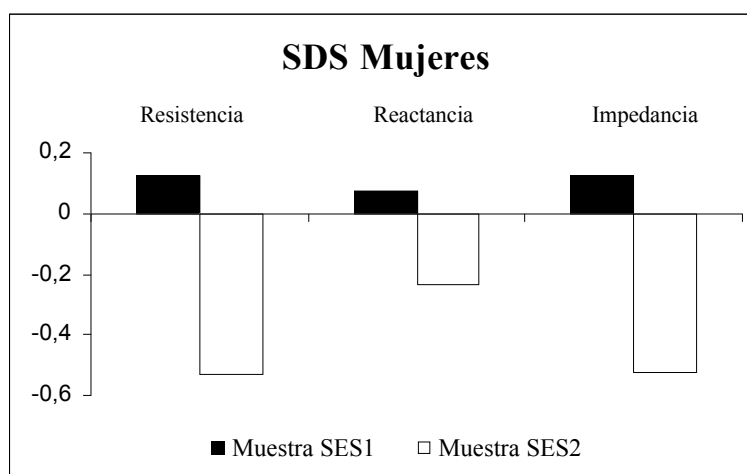 SDS Mujeres
Resistencia Reactancia Impedancia
0,2
0
-0,2
-0,4
-0,6
Muestra SES1 Muestra SES2